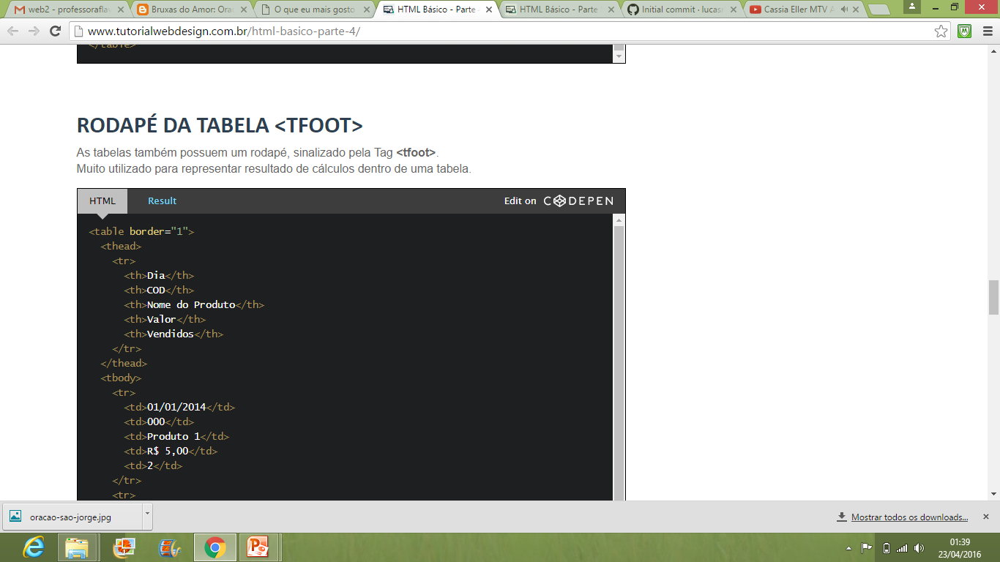 web2 - professoraflav
Bruxas do Amor: Oraç
O que eu mais gosto
HTML Básico - Parte
HTML Básico - Parte
Initial commit · lucasr
Cassia Eller MTV A
www.tutorialwebdesign.com.br/html-basico-parte-4/
</table>
RODAPÉ DA TABELA <TFOOT>
As tabelas também possuem um rodapé, sinalizado pela Tag <tfoot>.
Muito utilizado para representar resultado de cálculos dentro de uma tabela.
HTML Result Edit on CODEPEN
<table border="1">
<thead>
<tr>
<th>Dia</th>
<th>COD</th>
<th>Nome do Produto</th>
<th>Valor</th>
<th>Vendidos</th>
</tr>
</thead>
<tbody>
<tr>
<td>01/01/2014</td>
<td>000</td>
<td>Produto 1</td>
<td>R$ 5,00</td>
<td>2</td>
</tr>
<tr>
oracao-sao-jorge.jpg
Mostrar todos os downloads...
01:39
23/04/2016